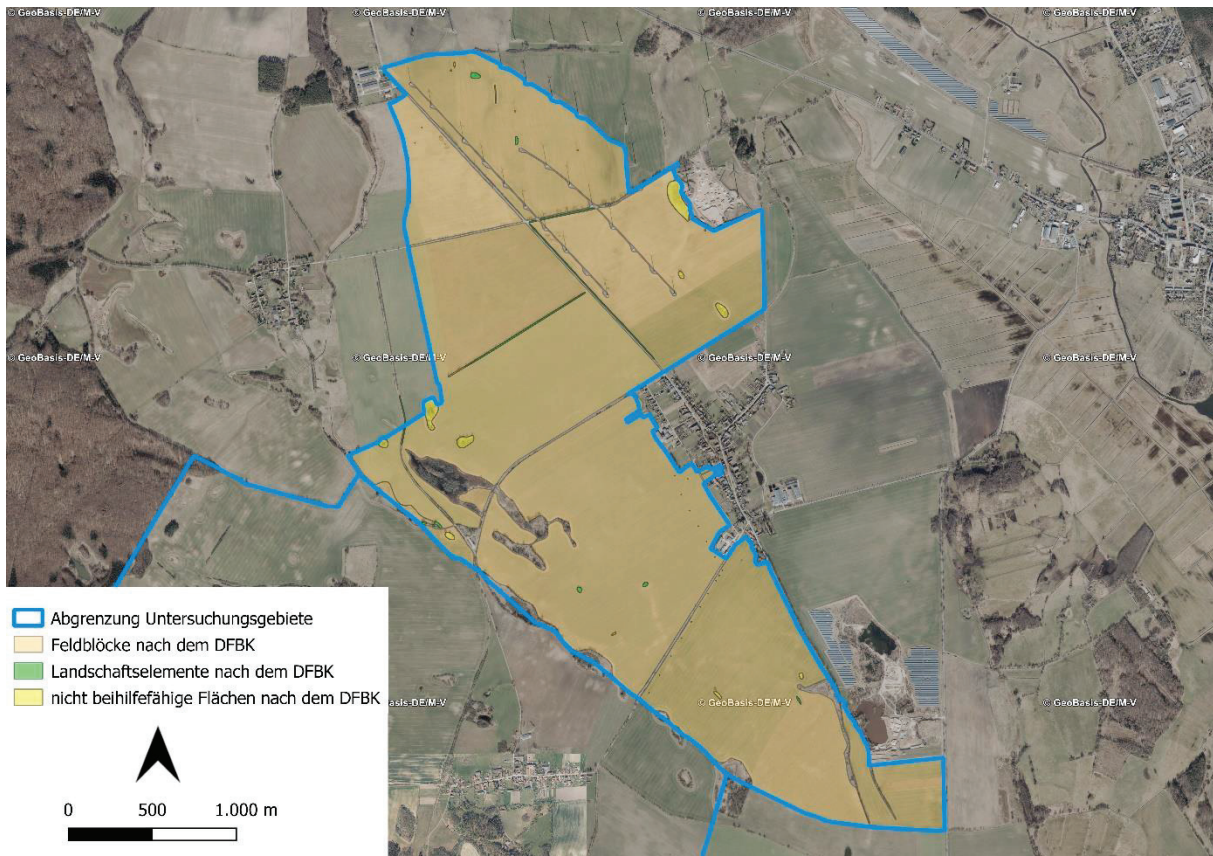 © GeoBasis-DE/M-V © GeoBasis-DE/M-V © GeoBasis-DE/M-V © GeoBasis-DE/M-V
© GeoBasis-DE/M-V © GeoBasis-DE/M-V © GeoBasis-DE/M-V © GeoBasis-DE/M-V
asis-DE/M-V © GeoBasis-DE/M-V © GeoBasis-DE/M-V
Abgrenzung Untersuchungsgebiete
Feldblöcke nach dem DFBK
Landschaftselemente nach dem DFBK
nicht beihilfefähige Flächen nach dem DFBK
0 500 1.000 m